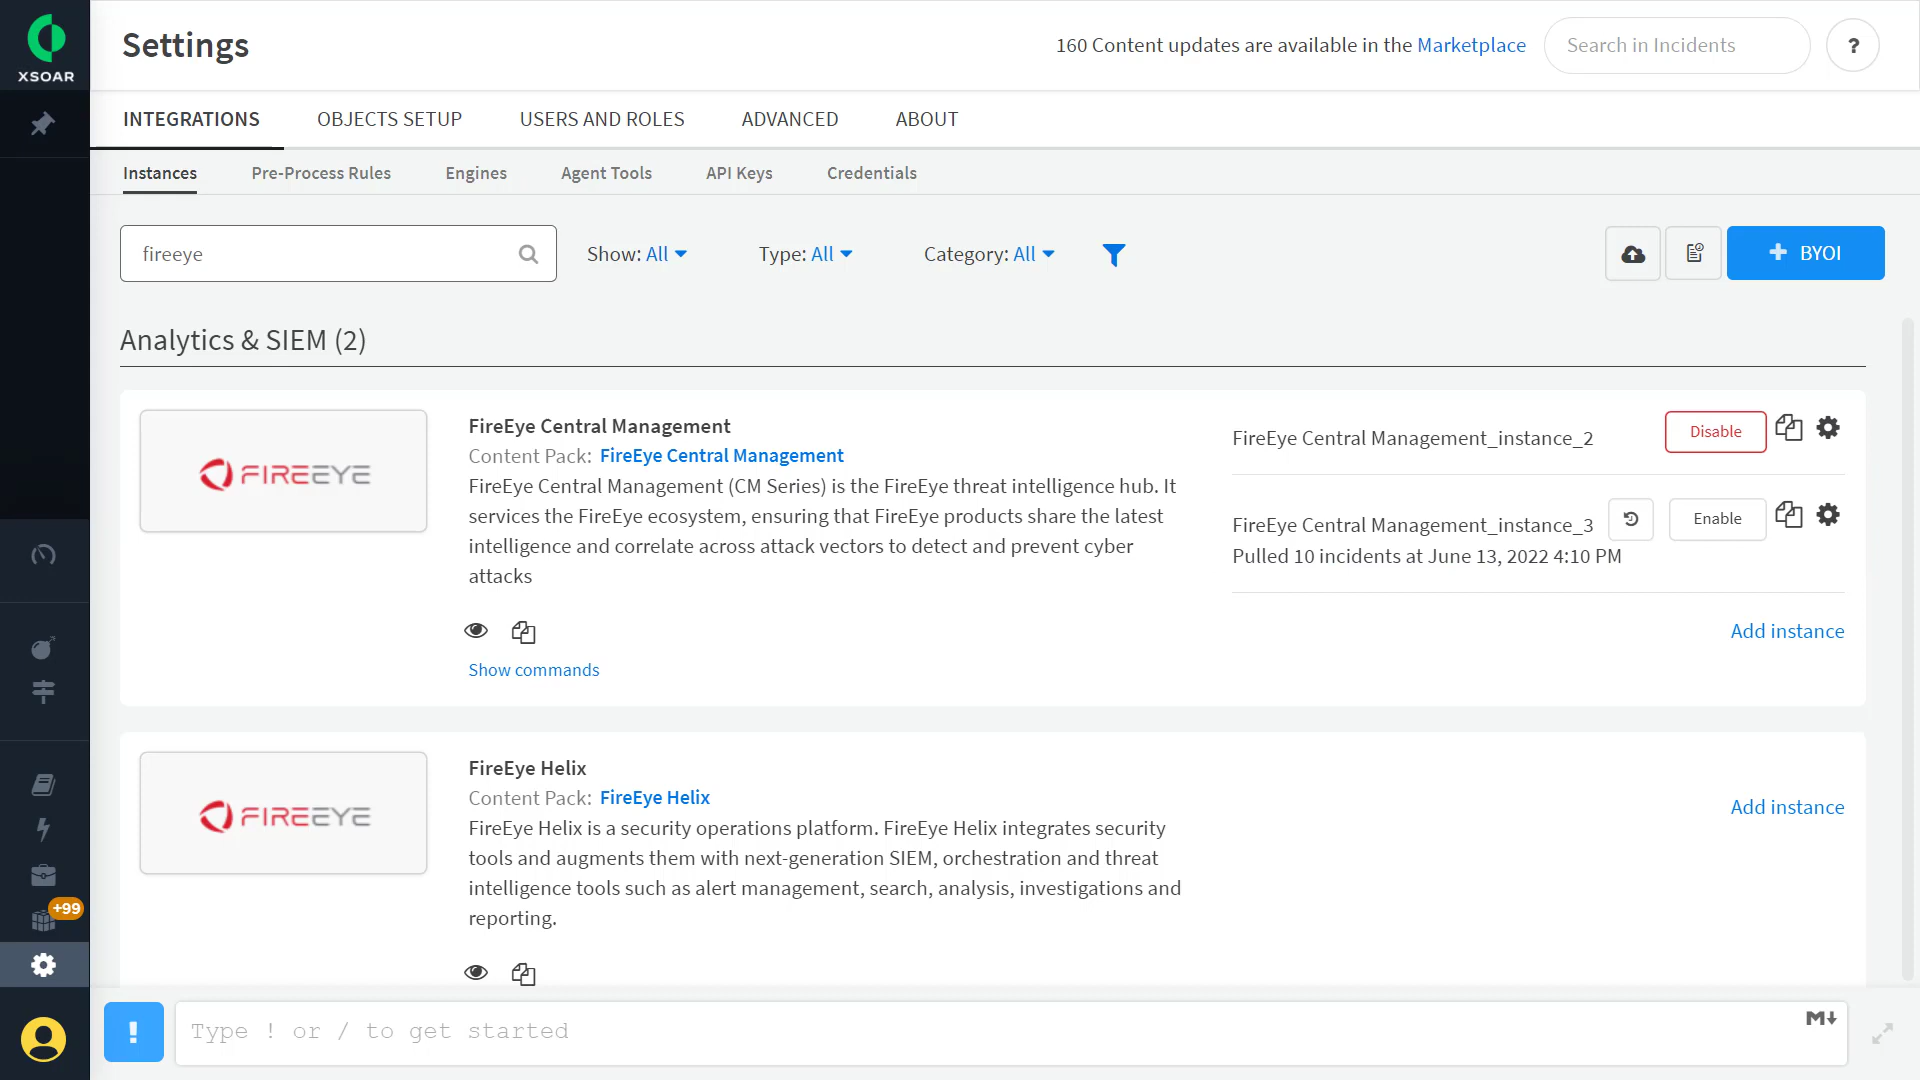 XSOAR
Settings
160 Content updates are available in the Marketplace
Search in Incidents
?
INTEGRATIONS
OBJECTS SETUP
USERS AND ROLES
ADVANCED
ABOUT
Instances
Pre-Process Rules
Engines
Agent Tools
API Keys
Credentials
fireeye
Show: All
Type: All
Category: All
BYOI
Analytics & SIEM (2)
FIREEYE
FireEye Central Management
Content Pack: FireEye Central Management
FireEye Central Management (CM Series) is the FireEye threat intelligence hub. It
services the FireEye ecosystem, ensuring that FireEye products share the latest
intelligence and correlate across attack vectors to detect and prevent cyber
attacks
Show commands
FireEye Central Management_instance_2
Disable
FireEye Central Management_instance_3
Enable
Pulled 10 incidents at June 13, 2022 4:10 PM
Add instance
FIREEYE
FireEye Helix
Content Pack: FireEye Helix
FireEye Helix is a security operations platform. FireEye Helix integrates security
tools and augments them with next-generation SIEM, orchestration and threat
intelligence tools such as alert management, search, analysis, investigations and
reporting.
Add instance
+99
!
Type ! or / to get started
M